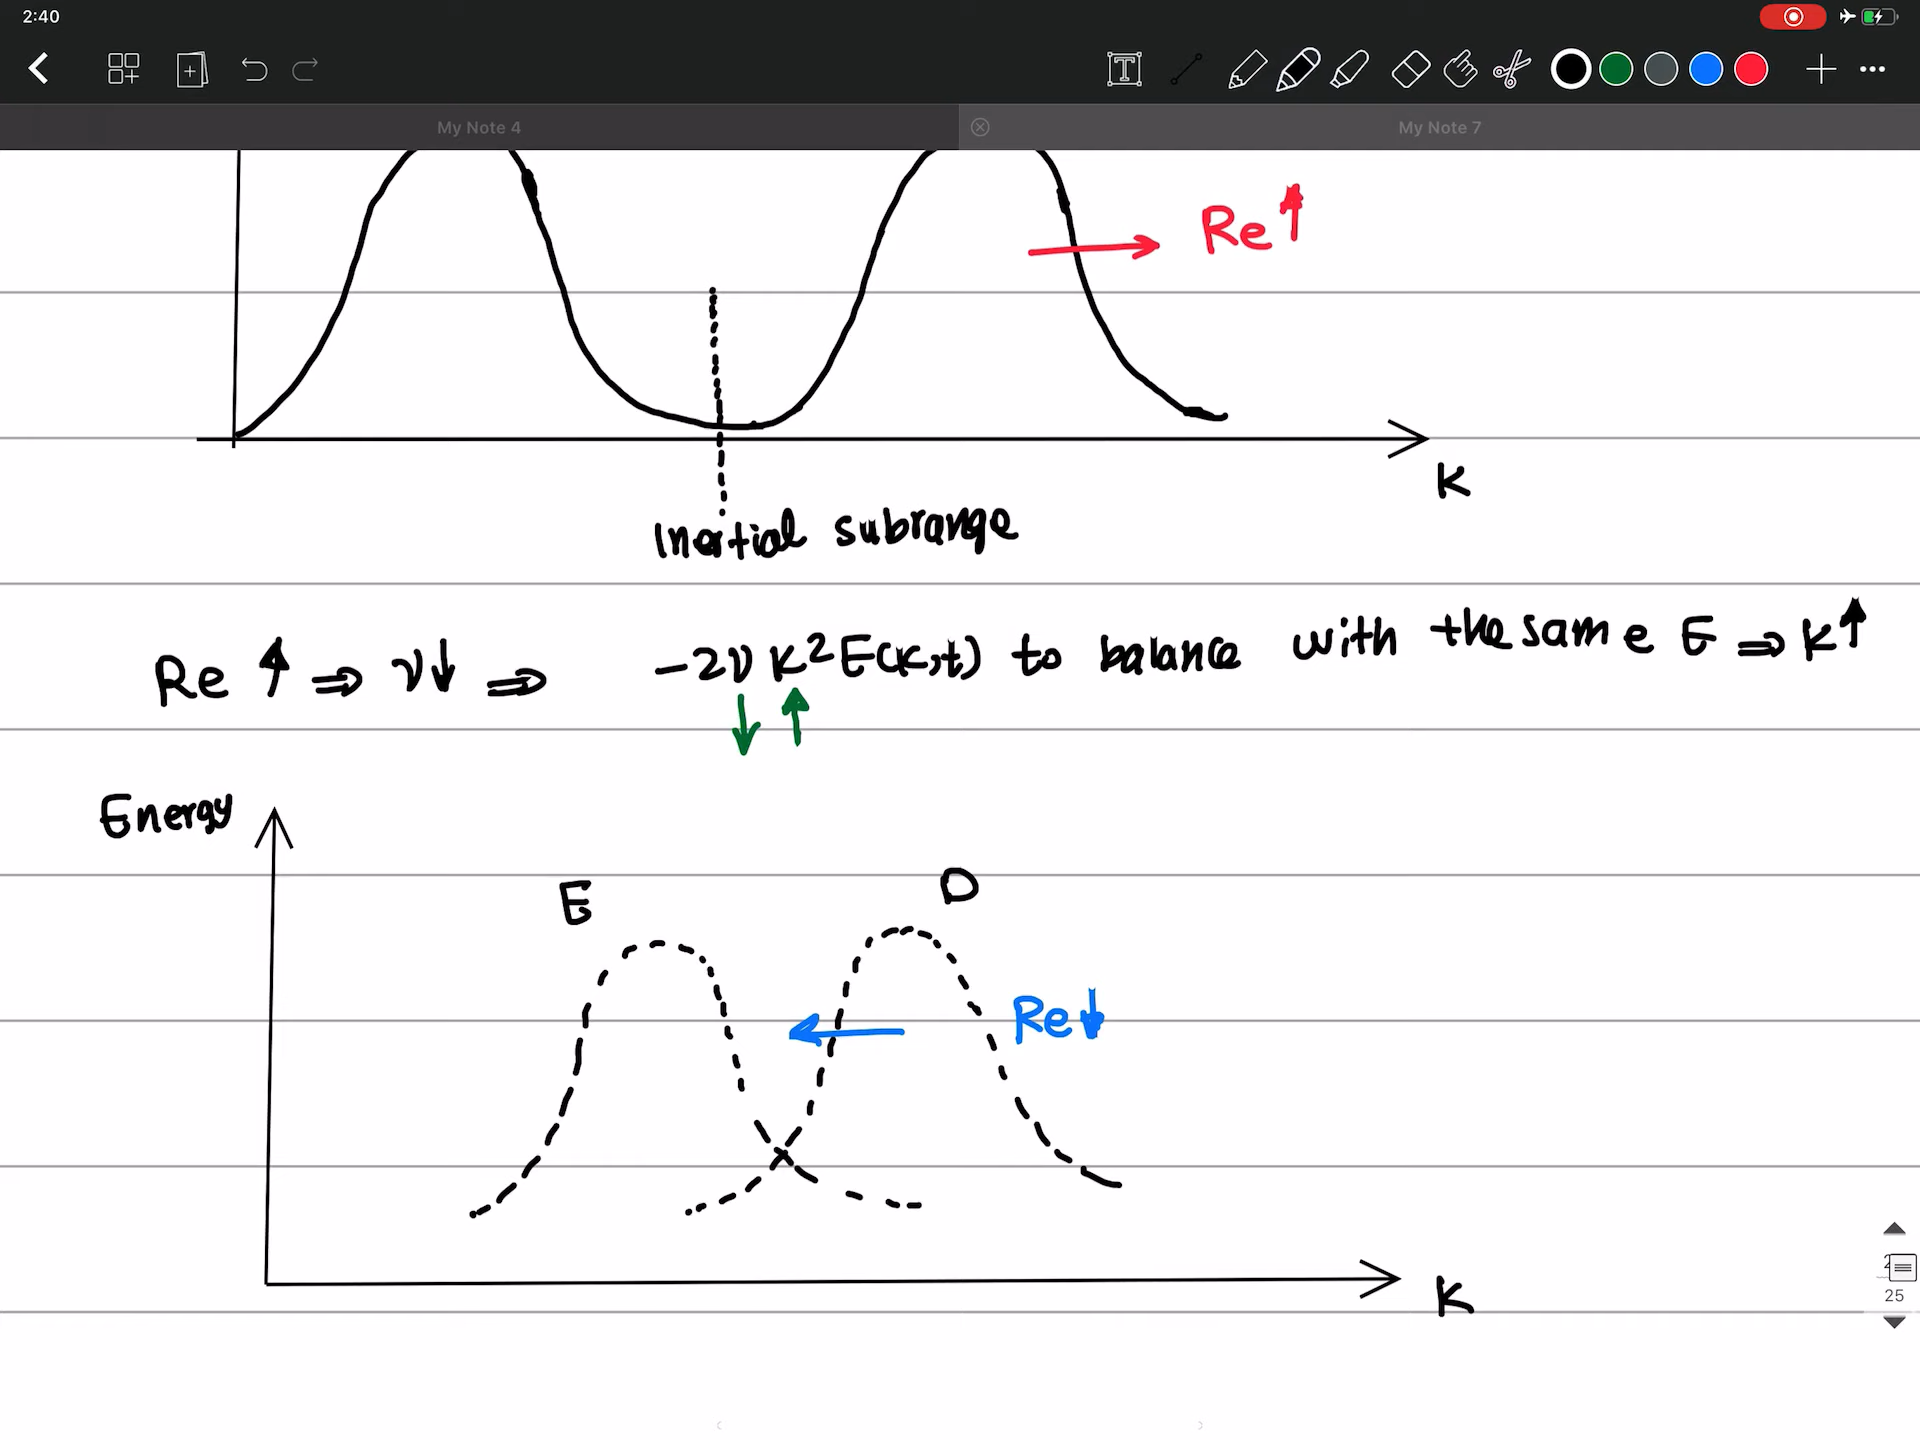 2:40
T
My Note 4
My Note 7
Re ↑
K
Inertial subrange
Re ↑ ⇒ ν↓ ⇒ -2ν K²E(K,t) to balance with the same E ⇒ K↑
↓ ↑
Energy
E
D
Re↓
K
25